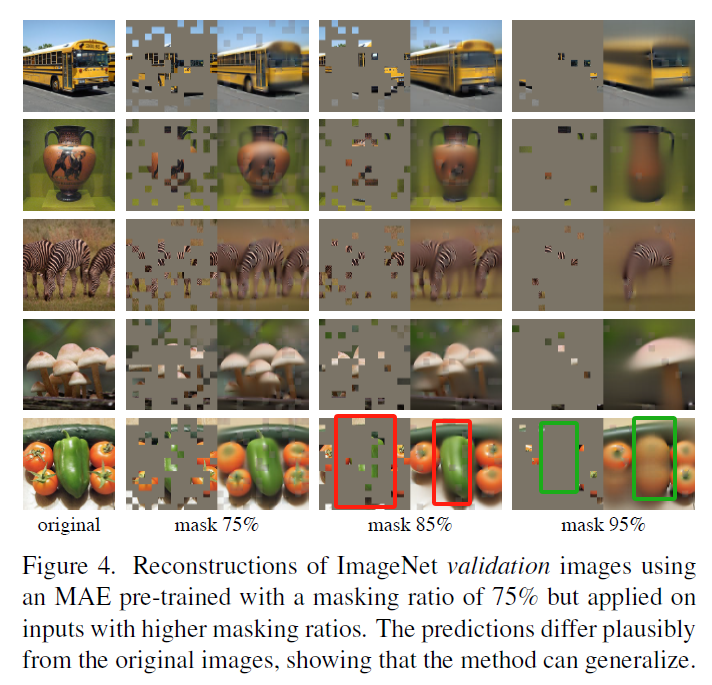 original
mask 75%
mask 85%
mask 95%
Figure 4. Reconstructions of ImageNet validation images using
an MAE pre-trained with a masking ratio of 75% but applied on
inputs with higher masking ratios. The predictions differ plausibly
from the original images, showing that the method can generalize.